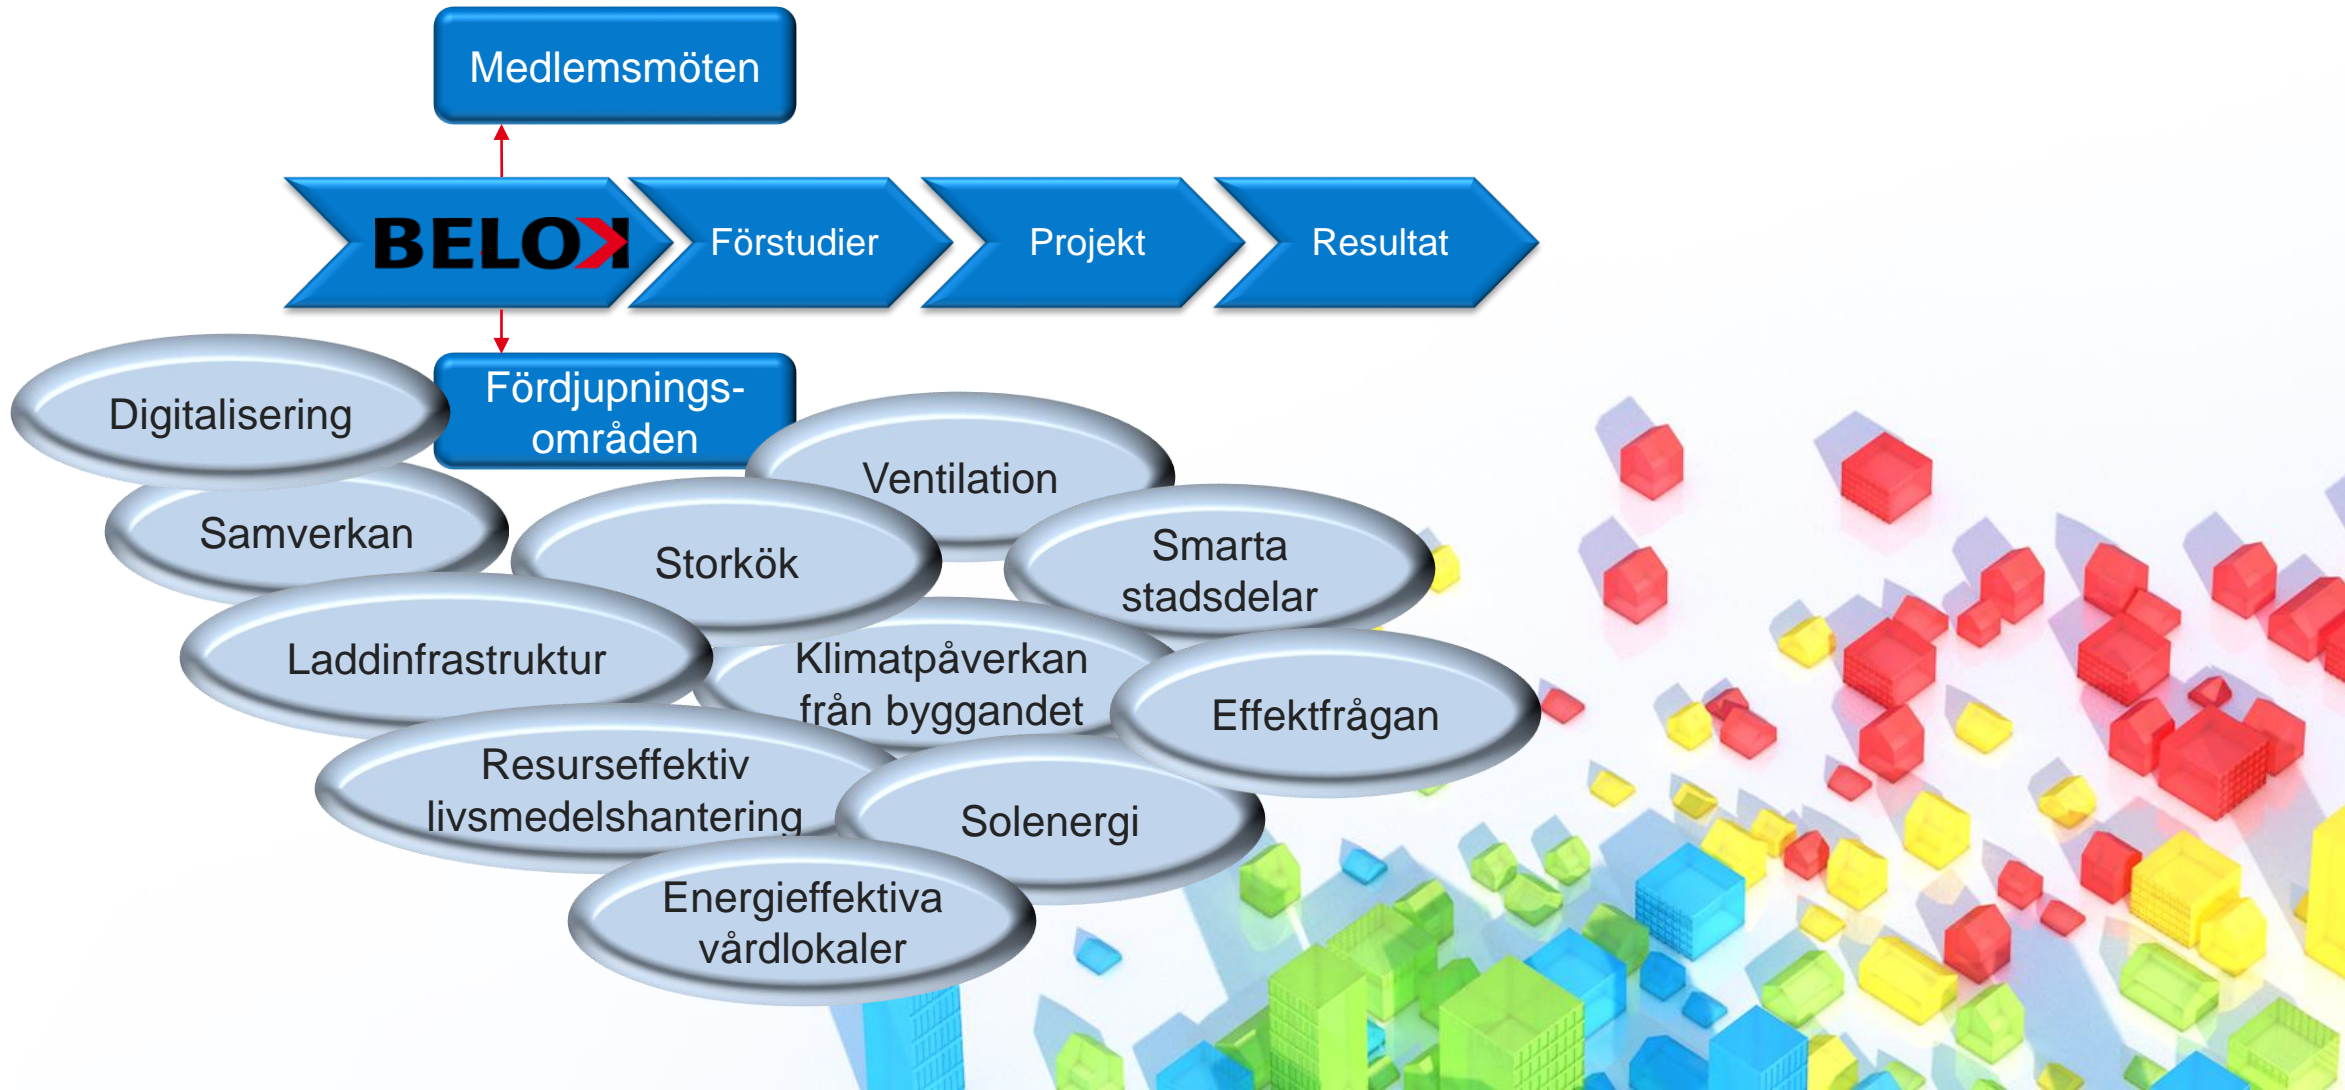 Medlemsmöten
BELOK
Förstudier
Projekt
Resultat
Fördjupnings-
områden
Digitalisering
Ventilation
Samverkan
Storkök
Smarta
stadsdelar
Laddinfrastruktur
Klimatpåverkan
från byggandet
Effektfrågan
Resurseffektiv
livsmedelshantering
Solenergi
Energieffektiva
vårdlokaler